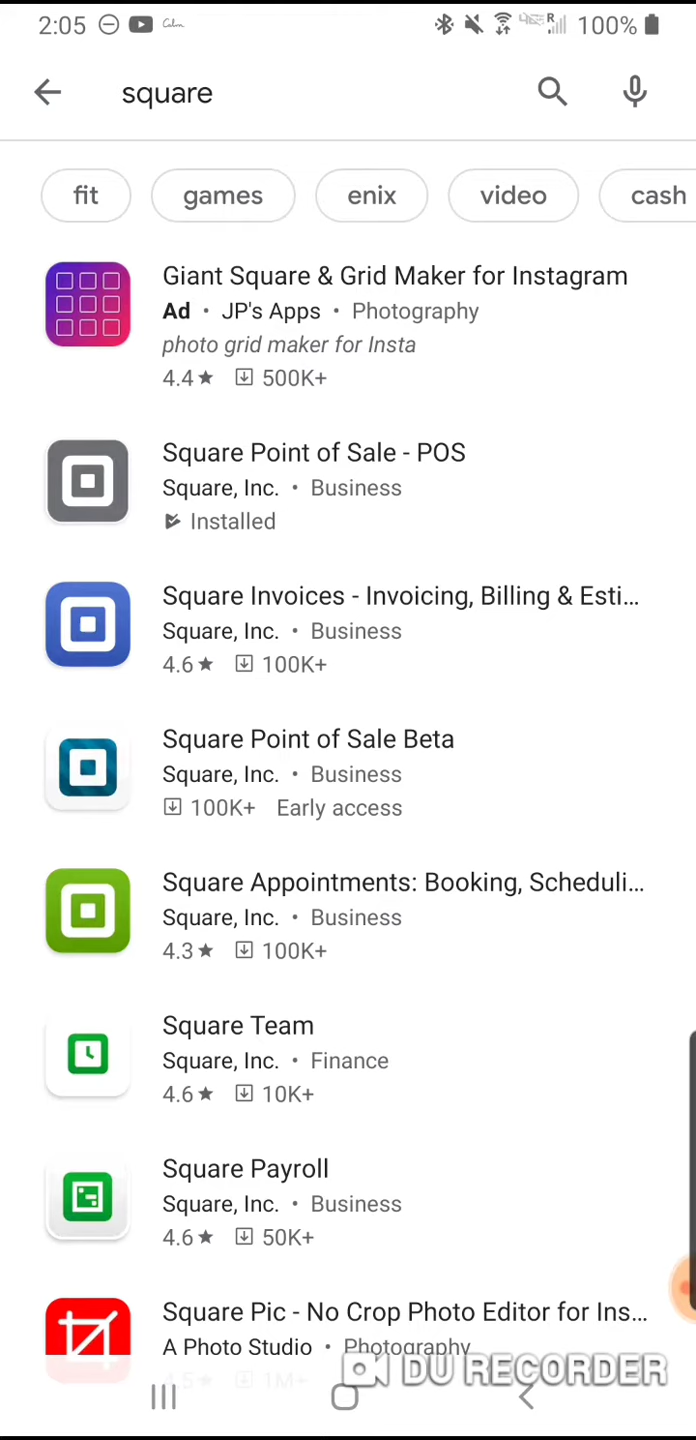 2:05 Calm 100%
square
fit games enix video cash
Giant Square & Grid Maker for Instagram
Ad • JP's Apps • Photography
photo grid maker for Insta
4.4★ 500K+
Square Point of Sale - POS
Square, Inc. • Business
Installed
Square Invoices - Invoicing, Billing & Esti...
Square, Inc. • Business
4.6★ 100K+
Square Point of Sale Beta
Square, Inc. • Business
100K+ Early access
Square Appointments: Booking, Scheduli...
Square, Inc. • Business
4.3★ 100K+
Square Team
Square, Inc. • Finance
4.6★ 10K+
Square Payroll
Square, Inc. • Business
4.6★ 50K+
Square Pic - No Crop Photo Editor for Ins...
A Photo Studio • Photography
4.5★ 1M+
DU RECORDER